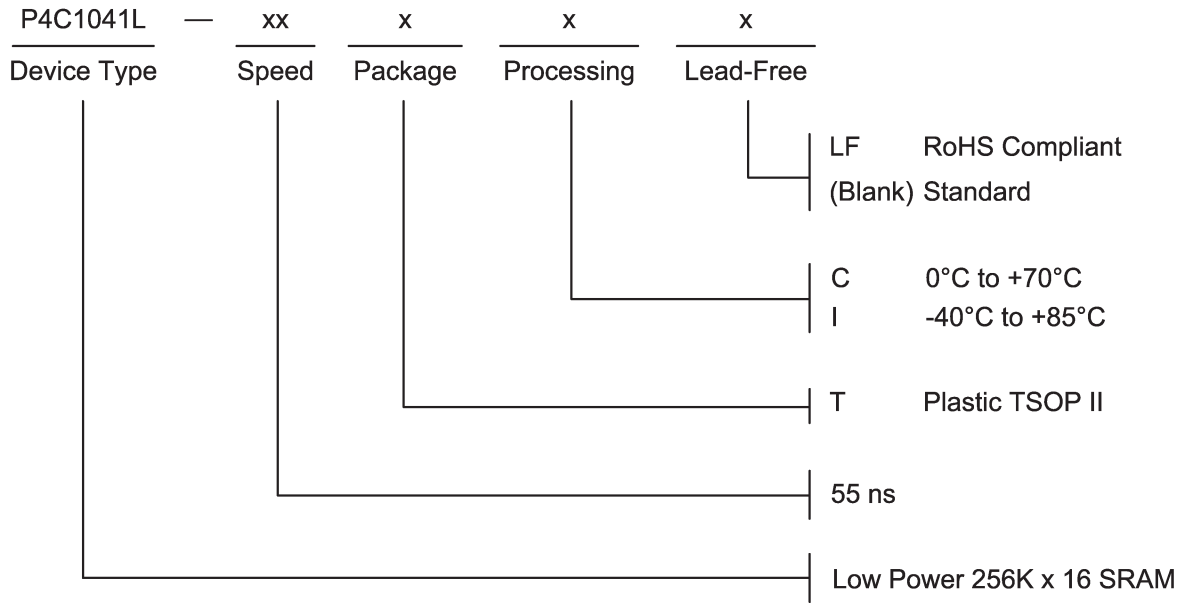 P4C1041L — xx x x x
Device Type Speed Package Processing Lead-Free
LF RoHS Compliant
(Blank) Standard
C 0°C to +70°C
I -40°C to +85°C
T Plastic TSOP II
55 ns
Low Power 256K x 16 SRAM